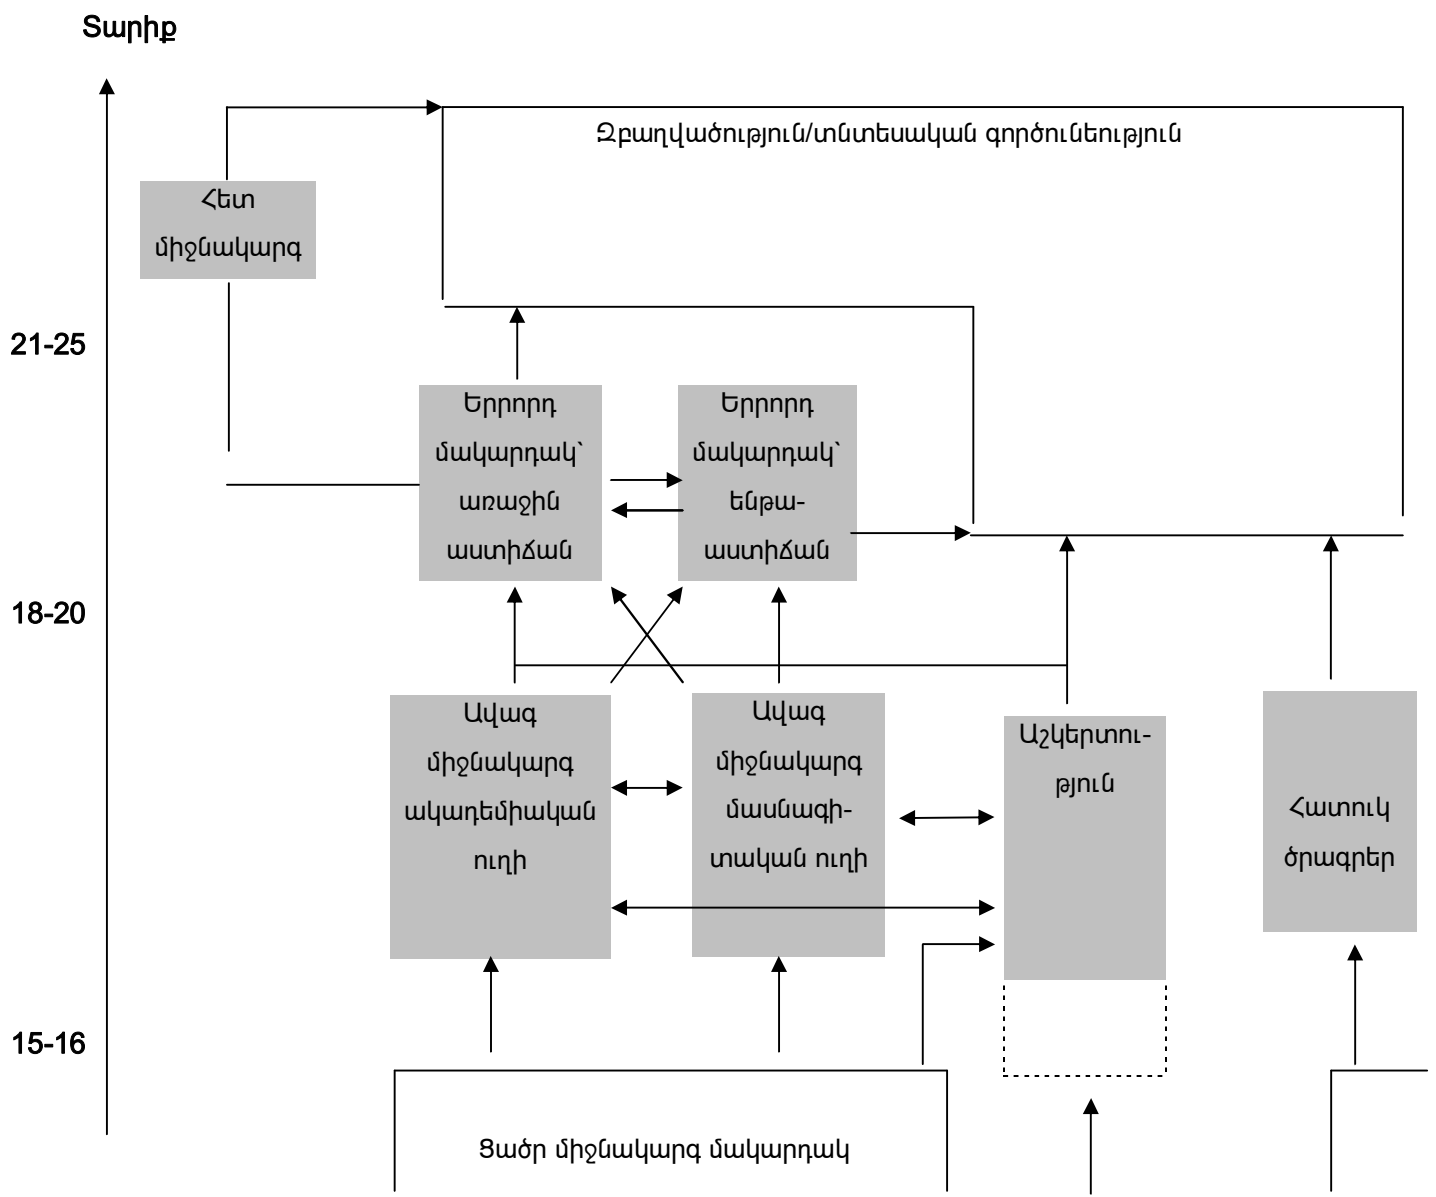 Տարիք
Զբաղվածություն/տնտեսական գործունեություն
Հետ
միջնակարգ
21-25
Երրորդ
մակարդակ՝
առաջին
աստիճան
Երրորդ
մակարդակ՝
ենթա-
աստիճան
18-20
Ավագ
միջնակարգ
ակադեմիական
ուղի
Ավագ
միջնակարգ
մասնագի-
տական ուղի
Աշկերտու-
թյուն
Հատուկ
ծրագրեր
15-16
Ցածր միջնակարգ մակարդակ